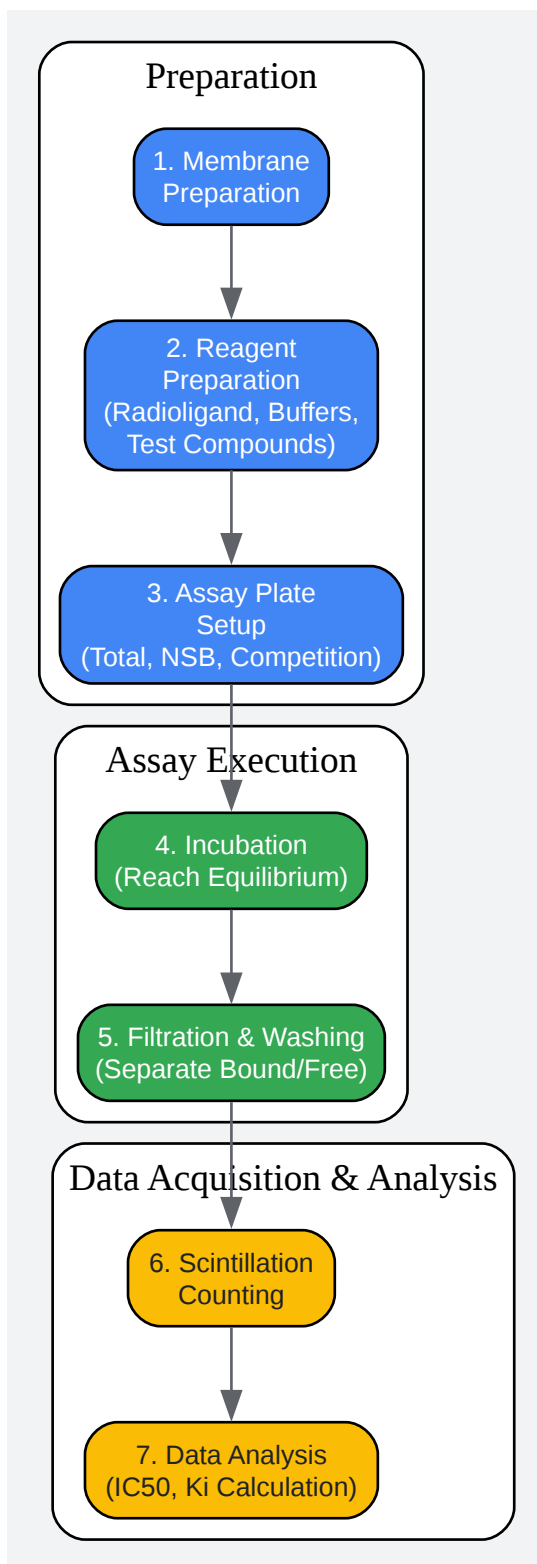 Preparation
1. Membrane
Preparation
2. Reagent
Preparation
(Radioligand, Buffers,
Test Compounds)
3. Assay Plate
Setup
(Total, NSB, Competition)
Assay Execution
4. Incubation
(Reach Equilibrium)
5. Filtration & Washing
(Separate Bound/Free)
Data Acquisition & Analysis
6. Scintillation
Counting
7. Data Analysis
(IC50, Ki Calculation)